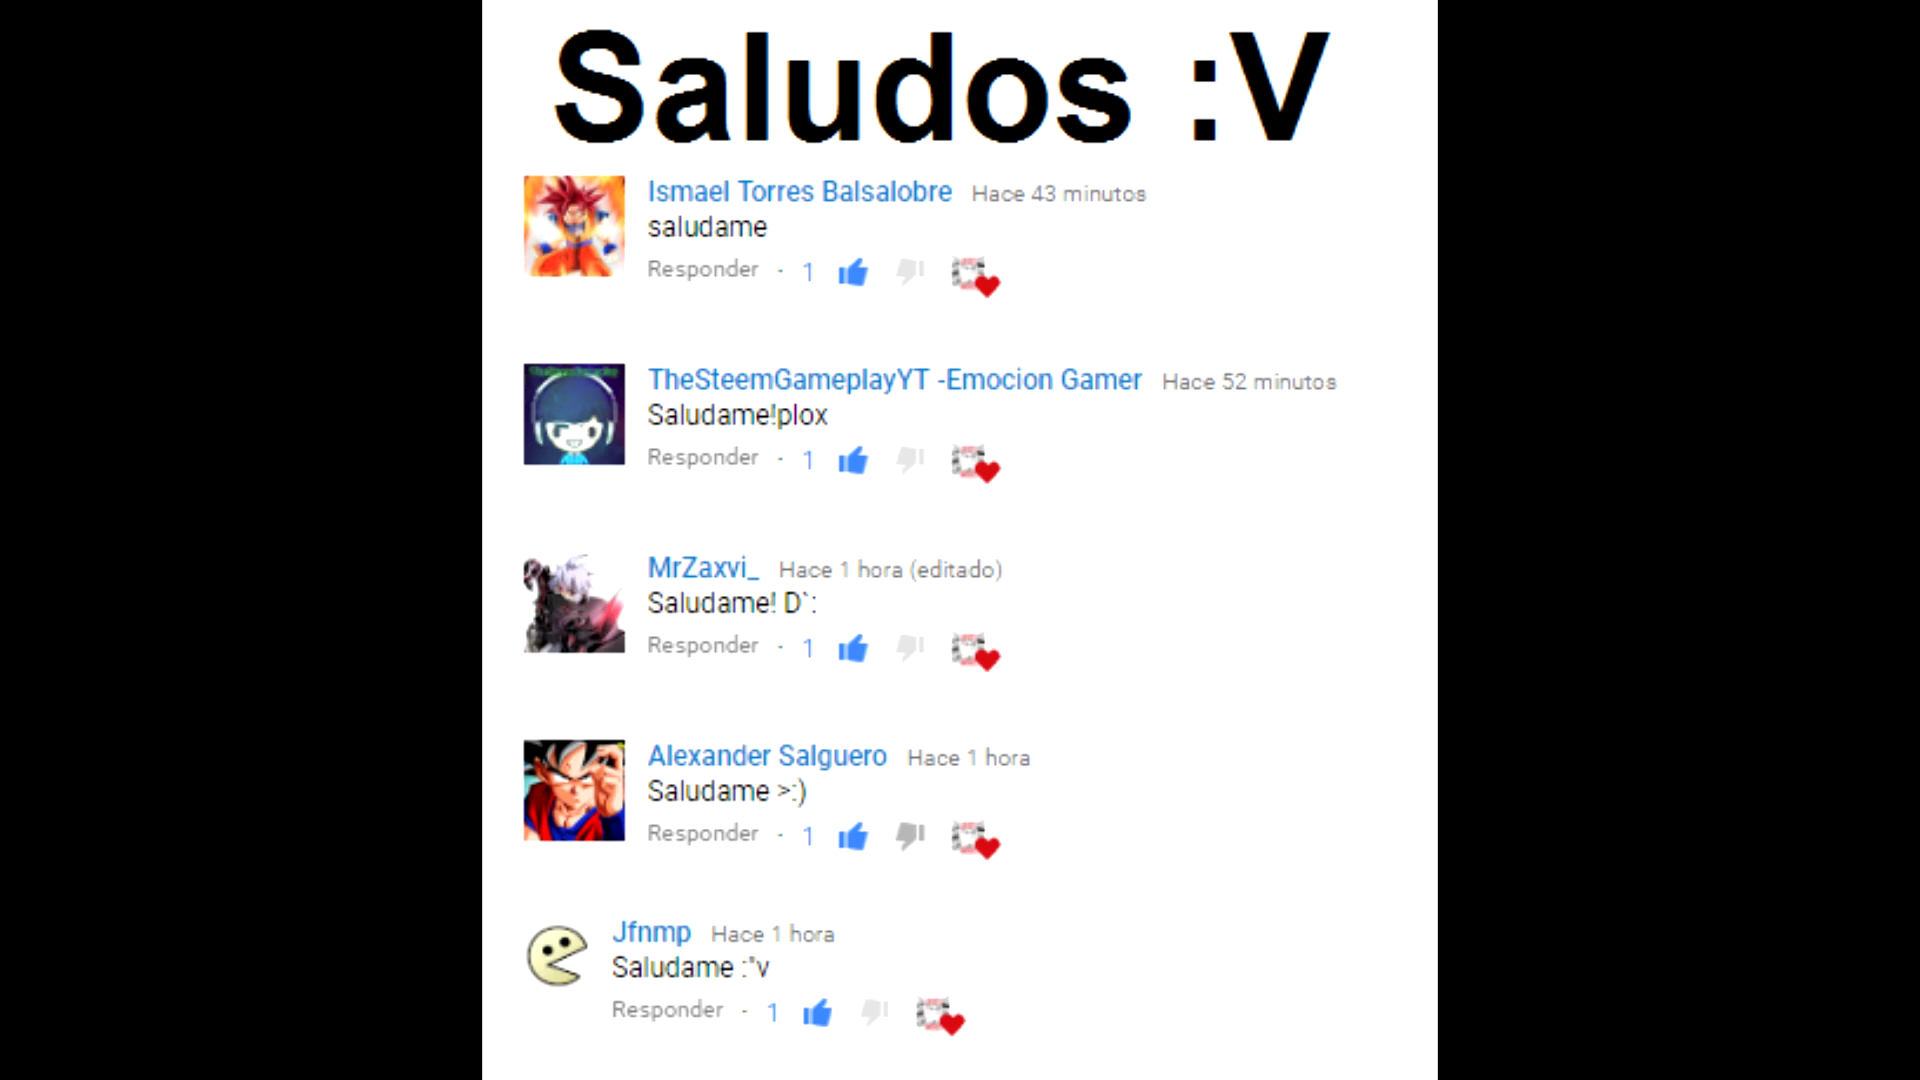 Saludos :V
Ismael Torres Balsalobre Hace 43 minutos
saludame
Responder · 1
TheSteemGameplayYT -Emocion Gamer Hace 52 minutos
Saludame!plox
Responder · 1
MrZaxvi_ Hace 1 hora (editado)
Saludame! D`:
Responder · 1
Alexander Salguero Hace 1 hora
Saludame >:)
Responder · 1
Jfnmp Hace 1 hora
Saludame :"v
Responder · 1